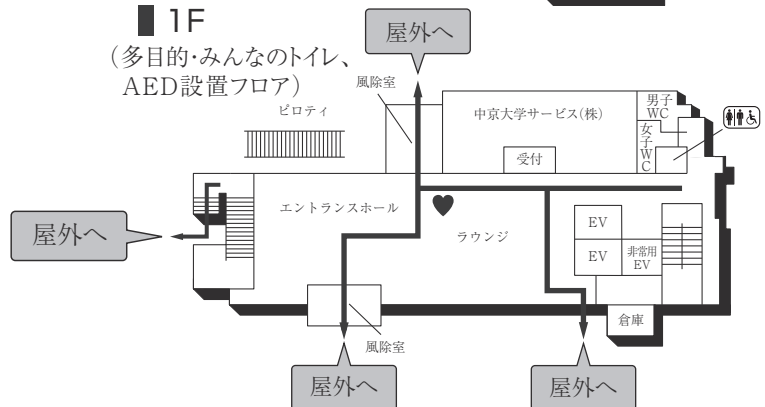 1F
(多目的・みんなのトイレ、
AED設置フロア)
屋外へ
風除室
ピロティ
中京大学サービス(株)
男子
WC
女子WC
受付
エントランスホール
屋外へ
ラウンジ
EV
EV
非常用
EV
倉庫
風除室
屋外へ
屋外へ